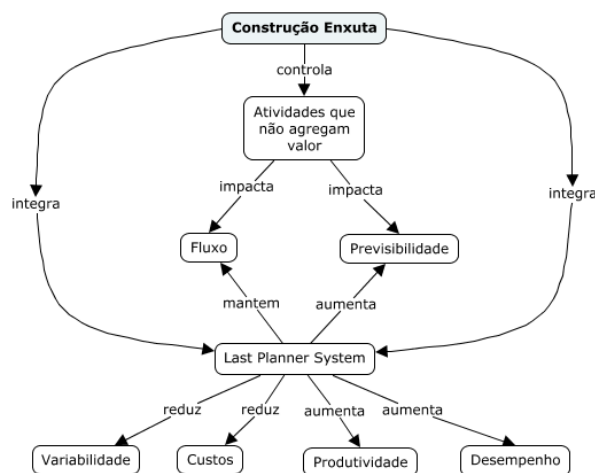 Construção Enxuta
controla
Atividades que
não agregam
valor
impacta
impacta
integra
integra
Fluxo
Previsibilidade
mantem
aumenta
Last Planner System
reduz
reduz
aumenta
aumenta
Variabilidade
Custos
Produtividade
Desempenho